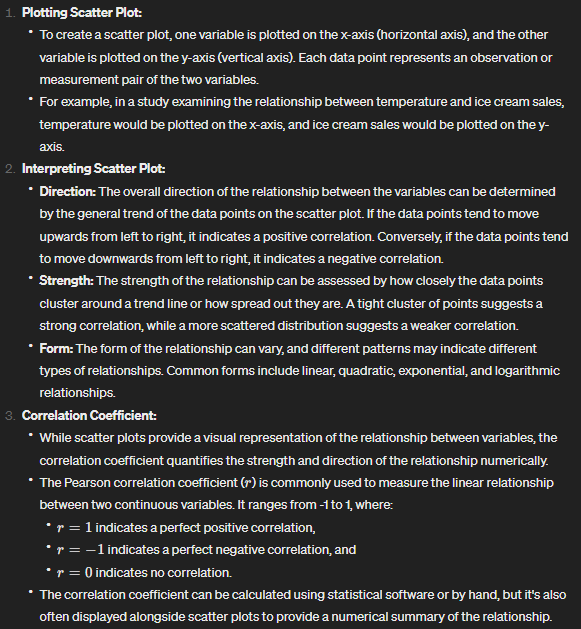 1. Plotting Scatter Plot:
• To create a scatter plot, one variable is plotted on the x-axis (horizontal axis), and the other
variable is plotted on the y-axis (vertical axis). Each data point represents an observation or
measurement pair of the two variables.
• For example, in a study examining the relationship between temperature and ice cream sales,
temperature would be plotted on the x-axis, and ice cream sales would be plotted on the y-
axis.
2. Interpreting Scatter Plot:
• Direction: The overall direction of the relationship between the variables can be determined
by the general trend of the data points on the scatter plot. If the data points tend to move
upwards from left to right, it indicates a positive correlation. Conversely, if the data points tend
to move downwards from left to right, it indicates a negative correlation.
• Strength: The strength of the relationship can be assessed by how closely the data points
cluster around a trend line or how spread out they are. A tight cluster of points suggests a
strong correlation, while a more scattered distribution suggests a weaker correlation.
• Form: The form of the relationship can vary, and different patterns may indicate different
types of relationships. Common forms include linear, quadratic, exponential, and logarithmic
relationships.
3. Correlation Coefficient:
• While scatter plots provide a visual representation of the relationship between variables, the
correlation coefficient quantifies the strength and direction of the relationship numerically.
• The Pearson correlation coefficient (r) is commonly used to measure the linear relationship
between two continuous variables. It ranges from -1 to 1, where:
• r = 1 indicates a perfect positive correlation,
• r = −1 indicates a perfect negative correlation, and
• r = 0 indicates no correlation.
• The correlation coefficient can be calculated using statistical software or by hand, but it's also
often displayed alongside scatter plots to provide a numerical summary of the relationship.